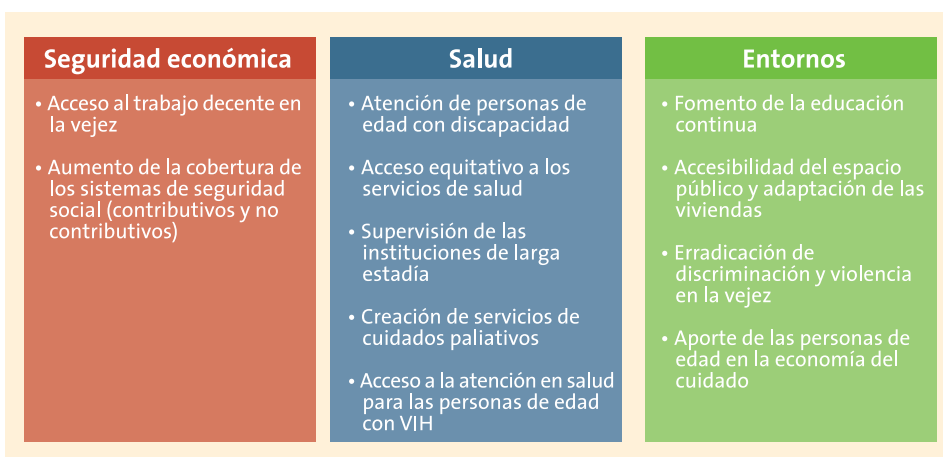 Seguridad económica
• Acceso al trabajo decente en
la vejez
• Aumento de la cobertura de
los sistemas de seguridad
social (contributivos y no
contributivos)
Salud
• Atención de personas de
edad con discapacidad
• Acceso equitativo a los
servicios de salud
• Supervisión de las
instituciones de larga
estadía
• Creación de servicios de
cuidados paliativos
• Acceso a la atención en salud
para las personas de edad
con VIH
Entornos
• Fomento de la educación
continua
• Accesibilidad del espacio
público y adaptación de las
viviendas
• Erradicación de
discriminación y violencia
en la vejez
• Aporte de las personas de
edad en la economía del
cuidado